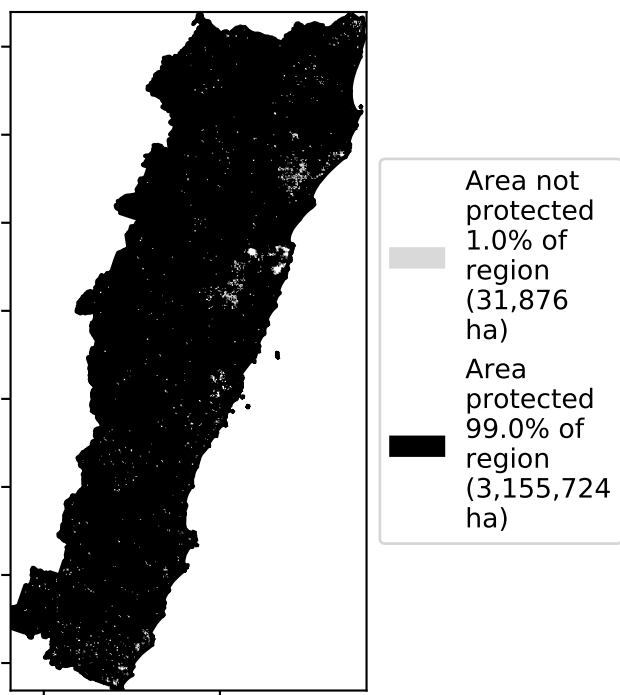 Area not
protected
1.0% of
region
(31,876
ha)
Area
protected
99.0% of
region
(3,155,724
ha)